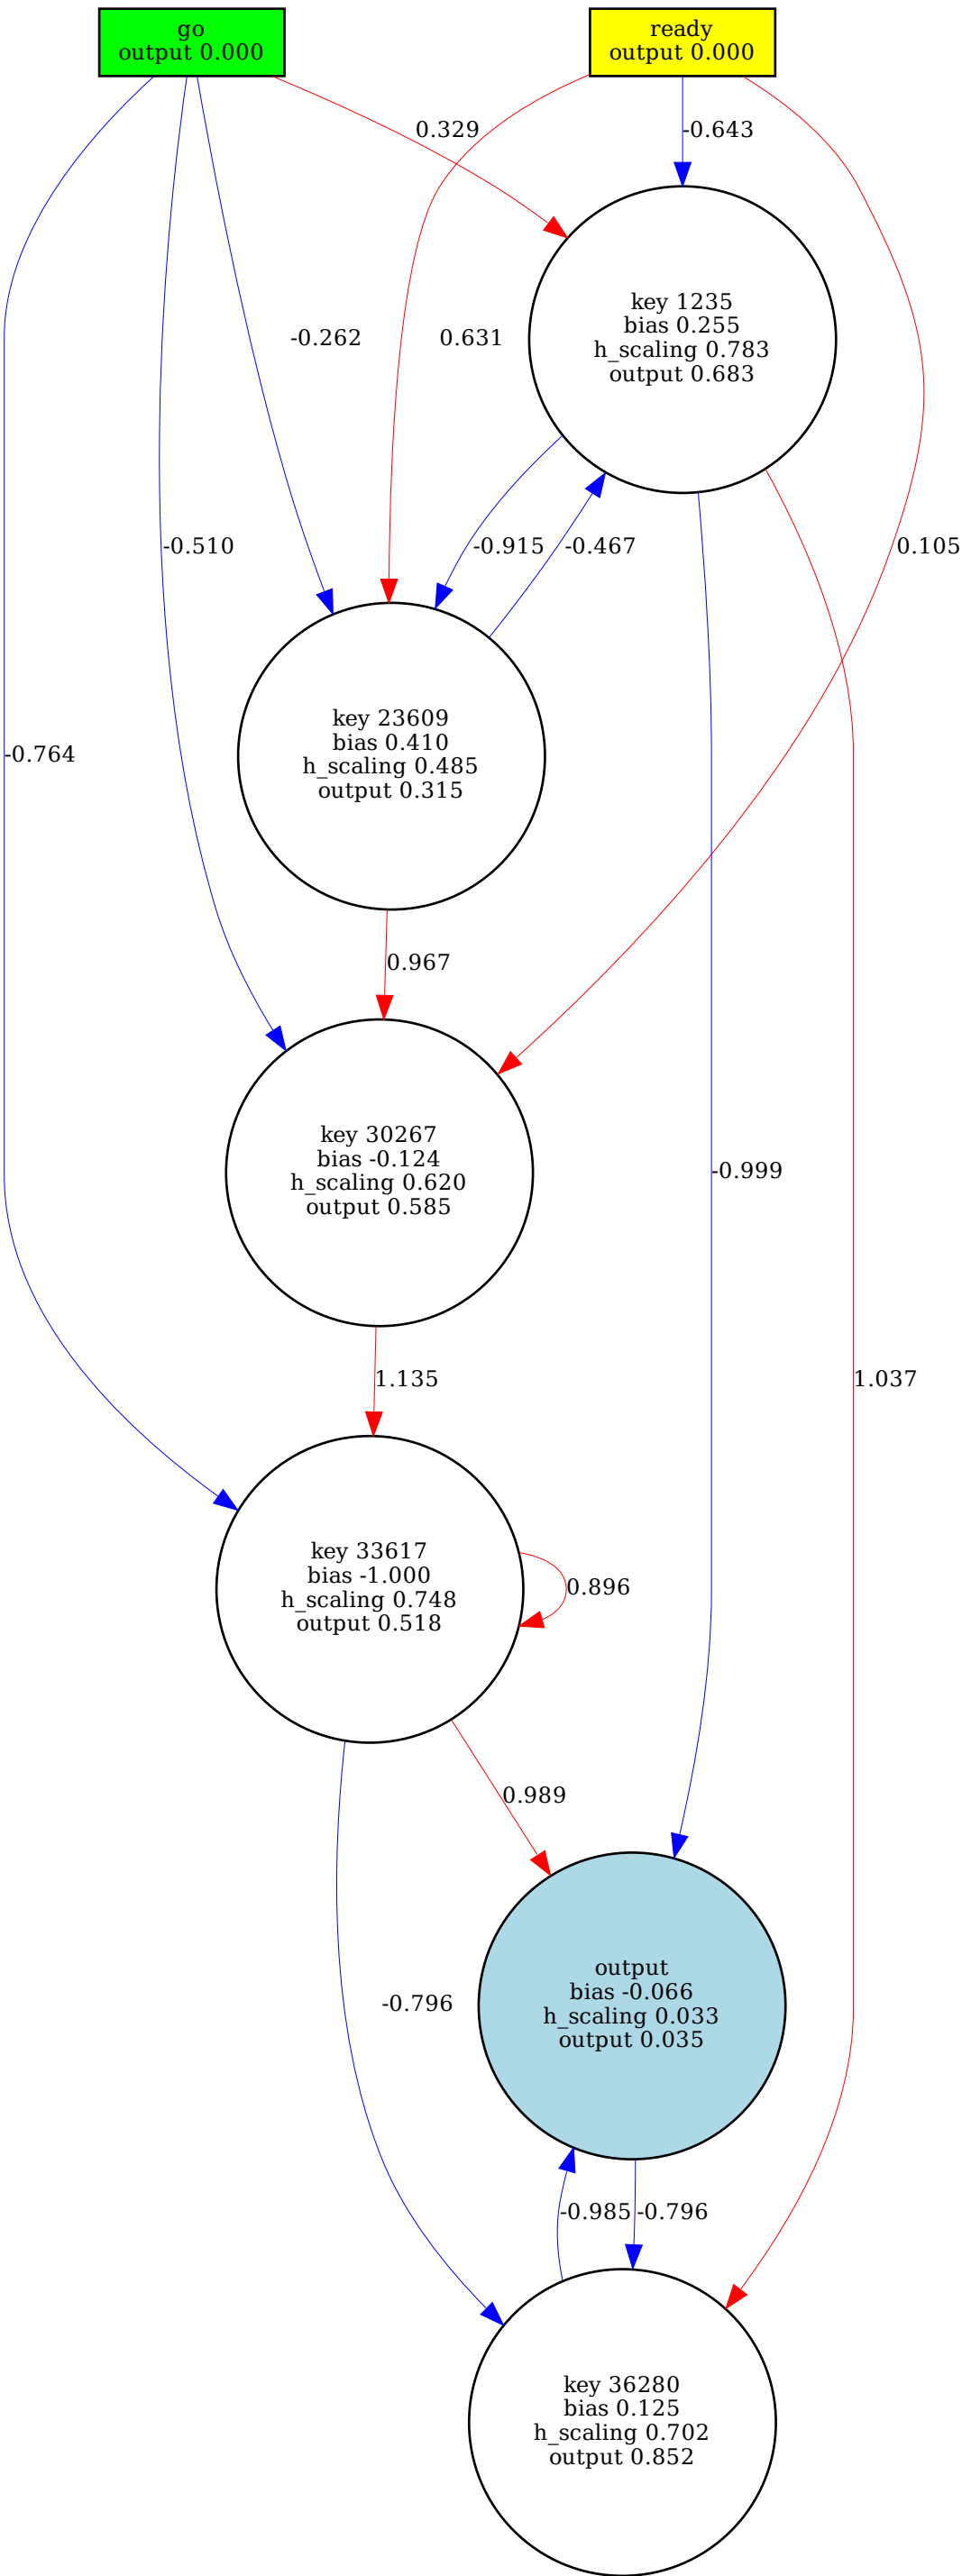 go
output 0.000
ready
output 0.000
0.329
-0.643
key 1235
bias 0.255
h_scaling 0.783
output 0.683
-0.262
0.631
-0.510
-0.915
-0.467
0.105
key 23609
bias 0.410
h_scaling 0.485
output 0.315
-0.764
0.967
key 30267
bias -0.124
h_scaling 0.620
output 0.585
-0.999
1.135
1.037
key 33617
bias -1.000
h_scaling 0.748
output 0.518
0.896
0.989
output
bias -0.066
h_scaling 0.033
output 0.035
-0.796
-0.985
-0.796
key 36280
bias 0.125
h_scaling 0.702
output 0.852